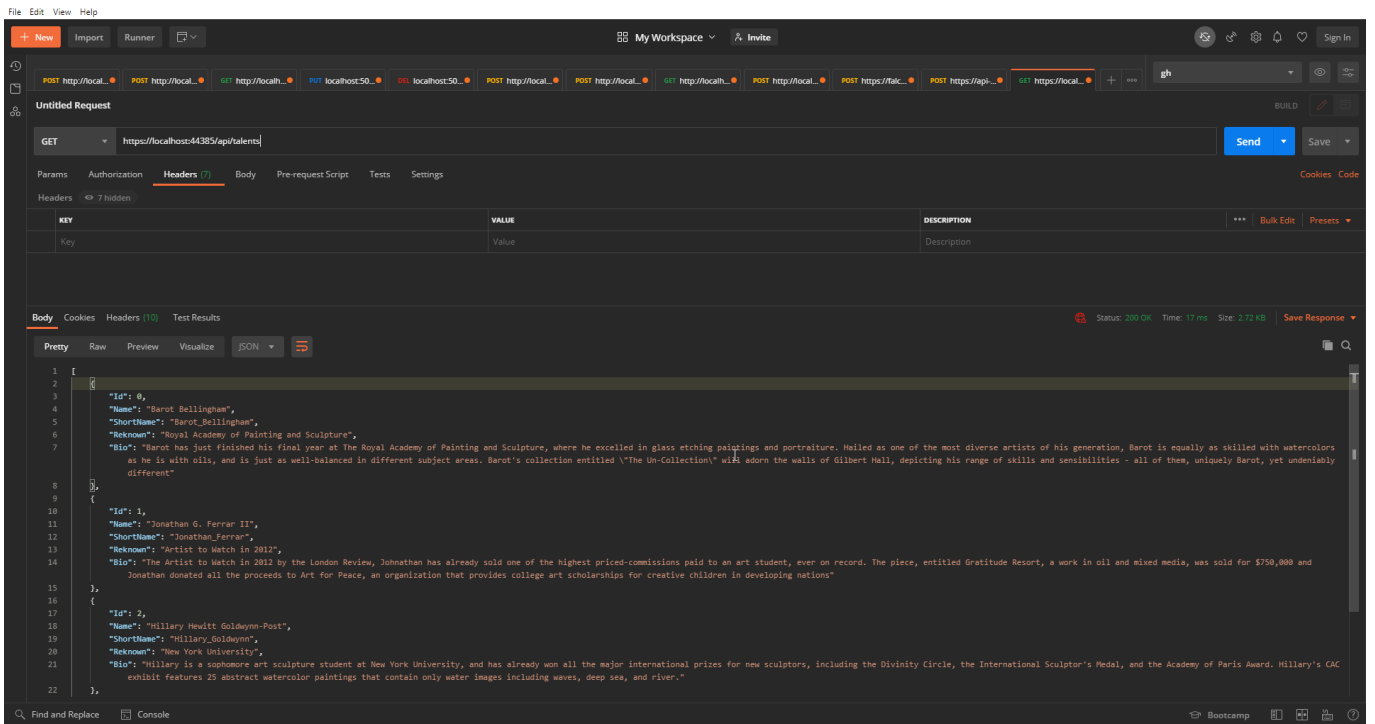 File Edit View Help
+ New Import Runner My Workspace Invite Sign In
POST http://local... POST http://local... GET http://localh... PUT localhost:50... DEL localhost:50... POST http://local... POST http://local... GET http://localh... POST http://local... POST https://falc... POST https://api-... GET https://local... + ••• gh
Untitled Request BUILD
GET https://localhost:44385/api/talents Send Save
Params Authorization Headers (7) Body Pre-request Script Tests Settings Cookies Code
Headers 7 hidden
KEY VALUE DESCRIPTION ••• Bulk Edit Presets
Key Value Description
Body Cookies Headers (10) Test Results Status: 200 OK Time: 17 ms Size: 2.72 KB Save Response
Pretty Raw Preview Visualize JSON
1 [
2 {
3 "Id": 0,
4 "Name": "Barot Bellingham",
5 "ShortName": "Barot_Bellingham",
6 "Reknown": "Royal Academy of Painting and Sculpture",
7 "Bio": "Barot has just finished his final year at The Royal Academy of Painting and Sculpture, where he excelled in glass etching paintings and portraiture. Hailed as one of the most diverse artists of his generation, Barot is equally as skilled with watercolors
as he is with oils, and is just as well-balanced in different subject areas. Barot's collection entitled \"The Un-Collection\" will adorn the walls of Gilbert Hall, depicting his range of skills and sensibilities - all of them, uniquely Barot, yet undeniably
different"
8 },
9 {
10 "Id": 1,
11 "Name": "Jonathan G. Ferrar II",
12 "ShortName": "Jonathan_Ferrar",
13 "Reknown": "Artist to Watch in 2012",
14 "Bio": "The Artist to Watch in 2012 by the London Review, Johnathan has already sold one of the highest priced-commissions paid to an art student, ever on record. The piece, entitled Gratitude Resort, a work in oil and mixed media, was sold for $750,000 and
Jonathan donated all the proceeds to Art for Peace, an organization that provides college art scholarships for creative children in developing nations"
15 },
16 {
17 "Id": 2,
18 "Name": "Hillary Hewitt Goldwynn-Post",
19 "ShortName": "Hillary_Goldwynn",
20 "Reknown": "New York University",
21 "Bio": "Hillary is a sophomore art sculpture student at New York University, and has already won all the major international prizes for new sculptors, including the Divinity Circle, the International Sculptor's Medal, and the Academy of Paris Award. Hillary's CAC
exhibit features 25 abstract watercolor paintings that contain only water images including waves, deep sea, and river."
22 },
Find and Replace Console Bootcamp